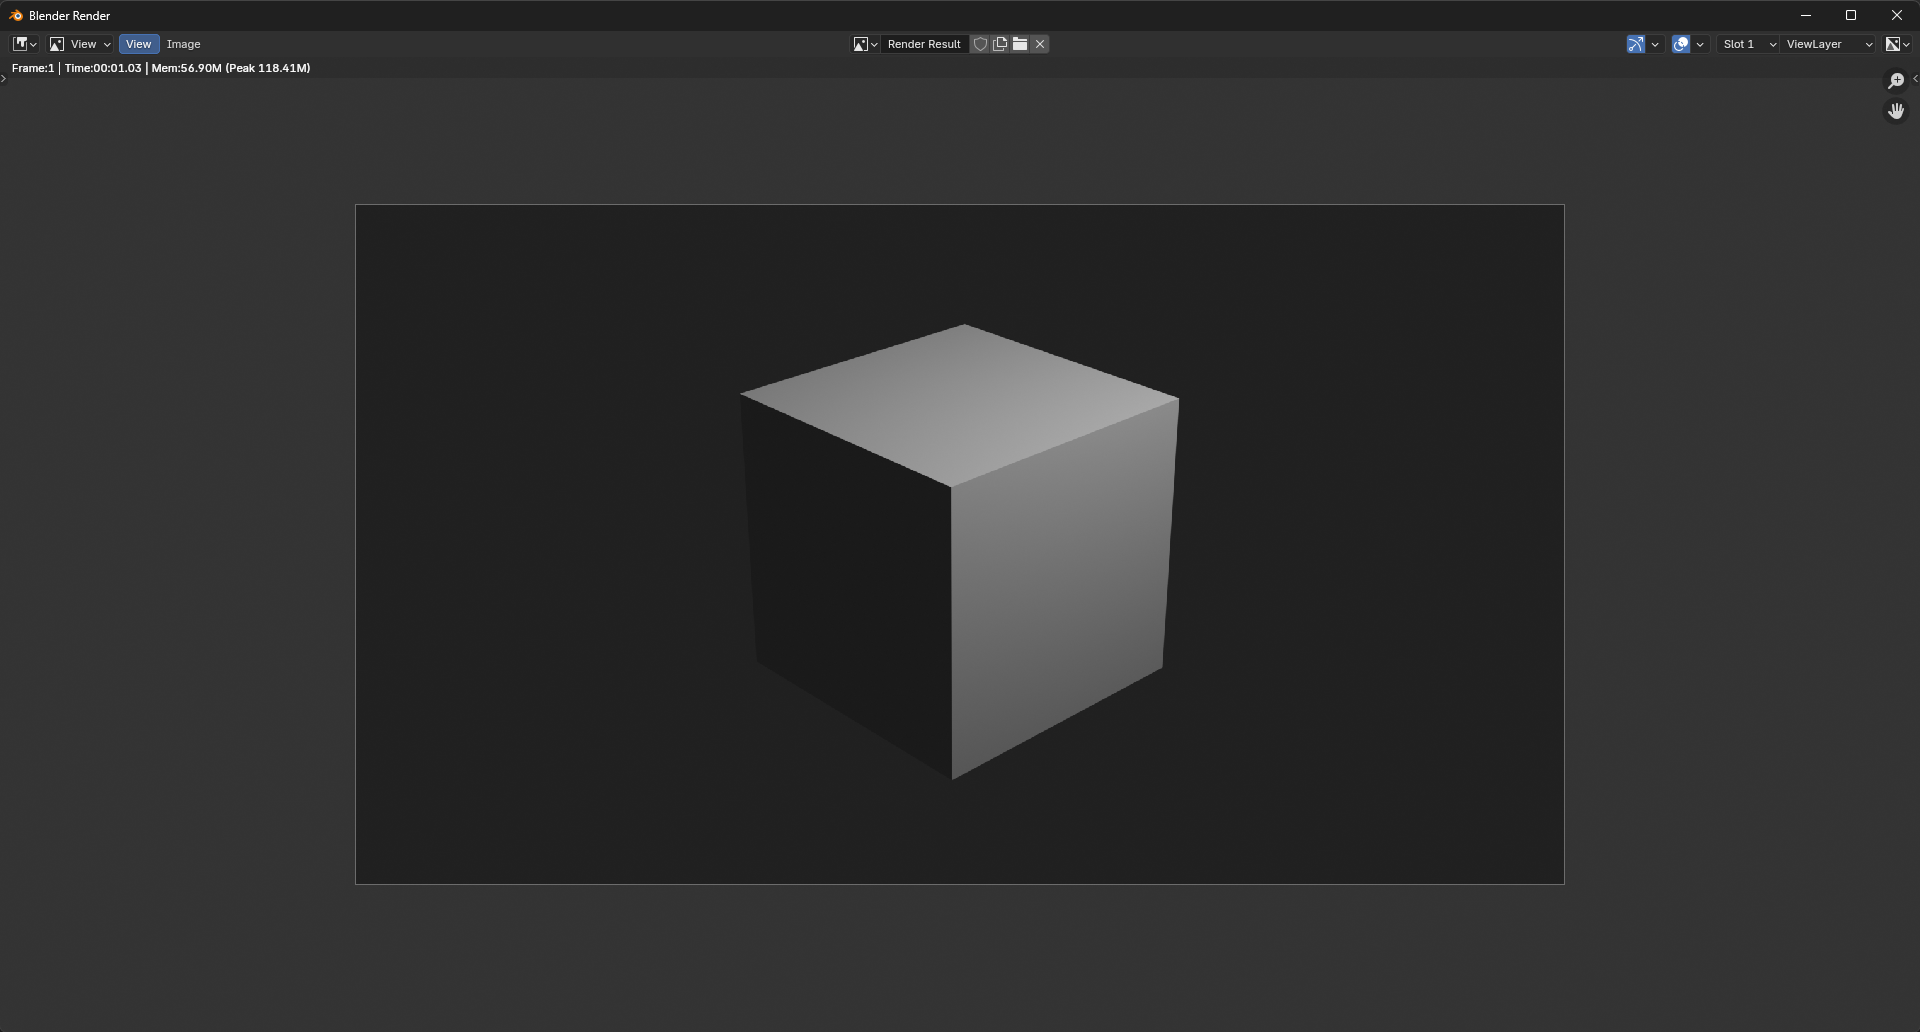 Blender Render
View View Image Render Result Slot 1 ViewLayer
Frame:1 | Time:00:01.03 | Mem:56.90M (Peak 118.41M)